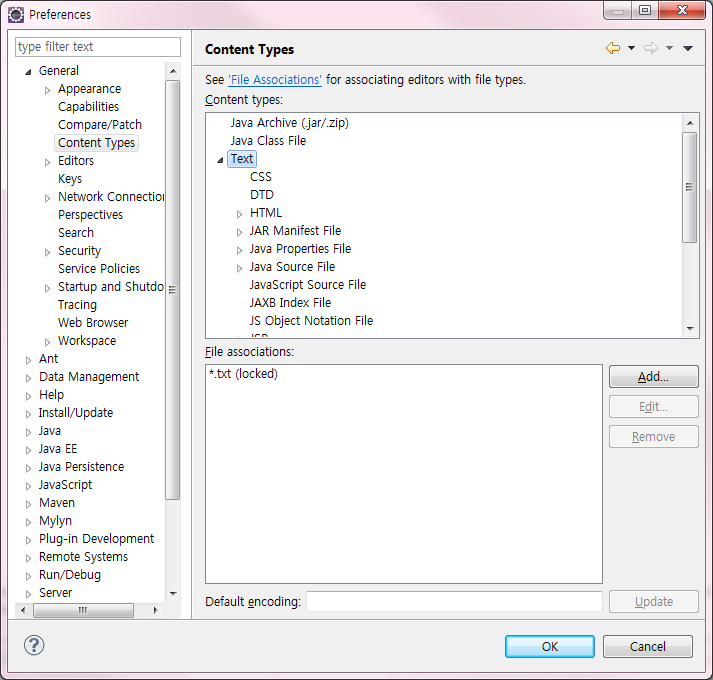 Preferences
type filter text
General
Appearance
Capabilities
Compare/Patch
Content Types
Editors
Keys
Network Connection
Perspectives
Search
Security
Service Policies
Startup and Shutdo
Tracing
Web Browser
Workspace
Ant
Data Management
Help
Install/Update
Java
Java EE
Java Persistence
JavaScript
Maven
Mylyn
Plug-in Development
Remote Systems
Run/Debug
Server
Content Types
See 'File Associations' for associating editors with file types.
Content types:
Java Archive (.jar/.zip)
Java Class File
Text
CSS
DTD
HTML
JAR Manifest File
Java Properties File
Java Source File
JavaScript Source File
JAXB Index File
JS Object Notation File
JSP
File associations:
*.txt (locked)
Add...
Edit...
Remove
Default encoding:
Update
OK
Cancel